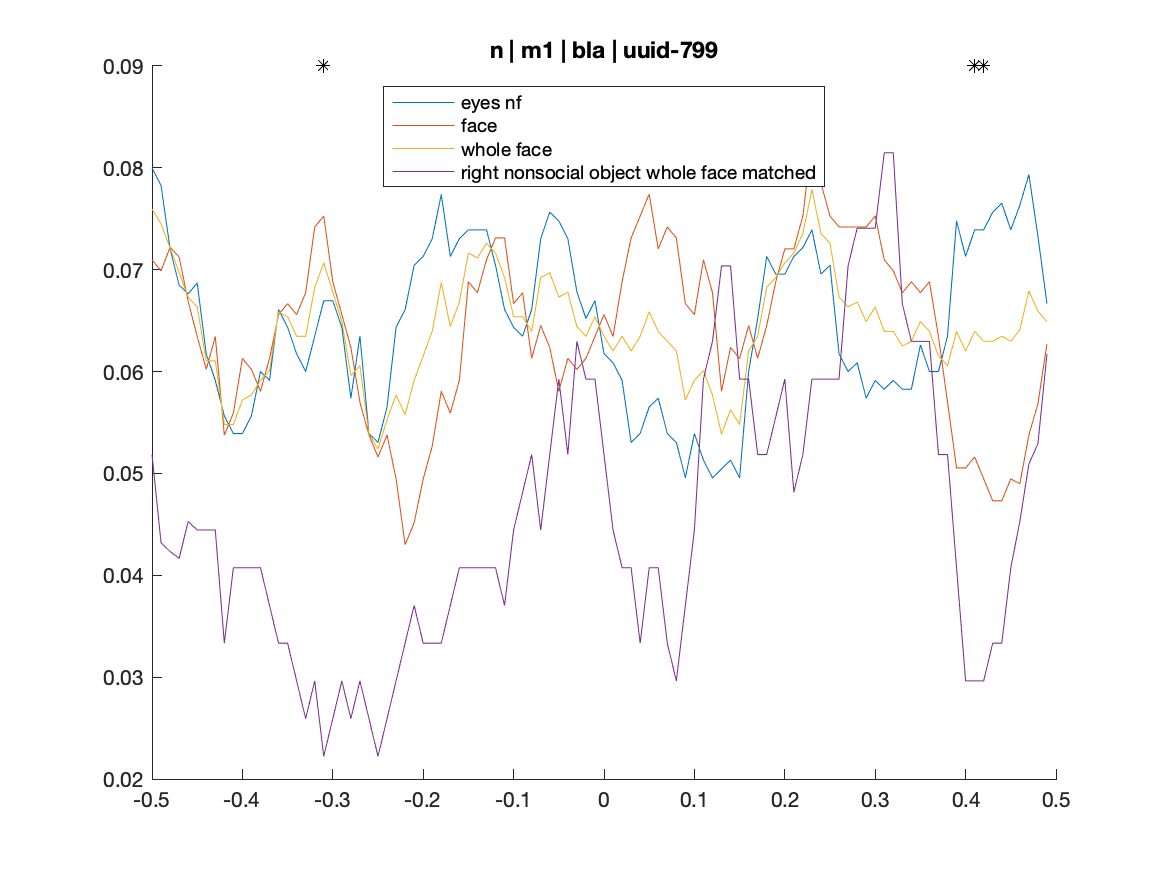 n | m1 | bla | uuid-799
0.09
0.08
0.07
0.06
0.05
0.04
0.03
0.02
eyes nf
face
whole face
right nonsocial object whole face matched
-0.5 -0.4 -0.3 -0.2 -0.1 0 0.1 0.2 0.3 0.4 0.5